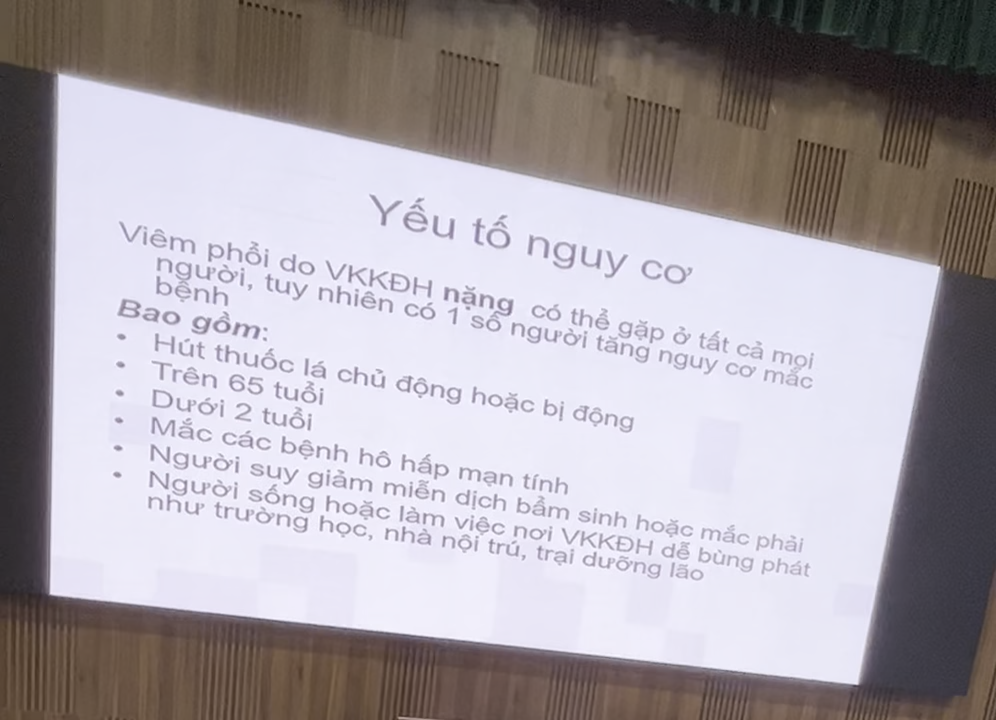 Yếu tố nguy cơ
Viêm phổi do VKKĐH nặng có thể gặp ở tất cả mọi
người, tuy nhiên có 1 số người tăng nguy cơ mắc
bệnh
Bao gồm:
• Hút thuốc lá chủ động hoặc bị động
• Trên 65 tuổi
• Dưới 2 tuổi
• Mắc các bệnh hô hấp mạn tính
• Người suy giảm miễn dịch bẩm sinh hoặc mắc phải
• Người sống hoặc làm việc nơi VKKĐH dễ bùng phát
như trường học, nhà nội trú, trại dưỡng lão